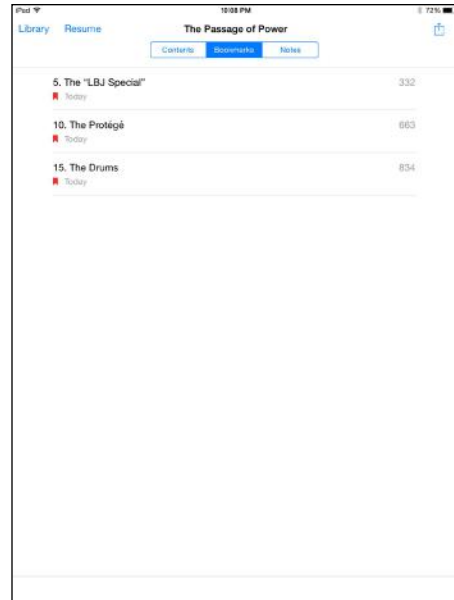 iPad 10:08 PM 72%
Library Resume The Passage of Power
Contents Bookmarks Notes
5. The "LBJ Special" 332
Today
10. The Protégé 663
Today
15. The Drums 834
Today